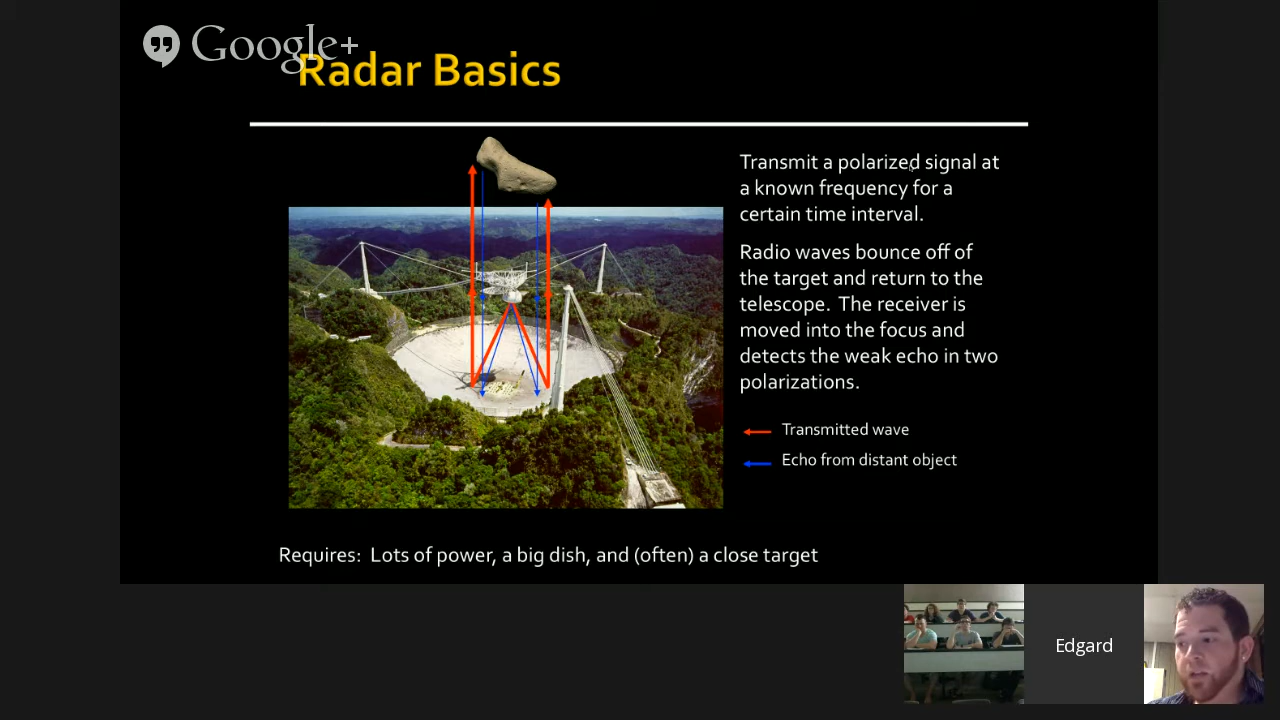 Google+
Radar Basics
Transmit a polarized signal at
a known frequency for a
certain time interval.
Radio waves bounce off of
the target and return to the
telescope. The receiver is
moved into the focus and
detects the weak echo in two
polarizations.
Transmitted wave
Echo from distant object
Requires: Lots of power, a big dish, and (often) a close target
Edgard